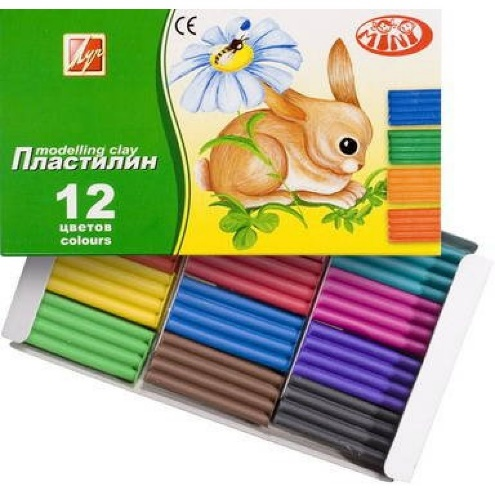 Луч
CE
MINI
modelling clay
Пластилин
12
цветов
colours